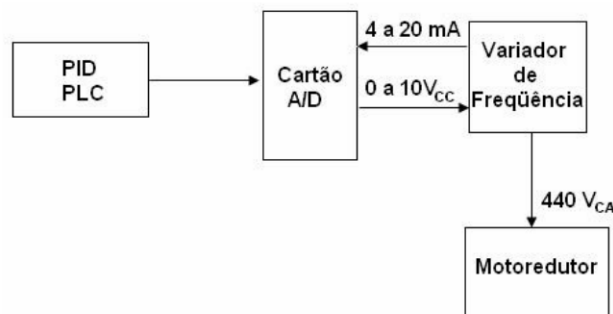 PID
PLC
Cartão
A/D
4 a 20 mA
0 a 10VCC
Variador
de
Freqüência
440 VCA
Motoredutor